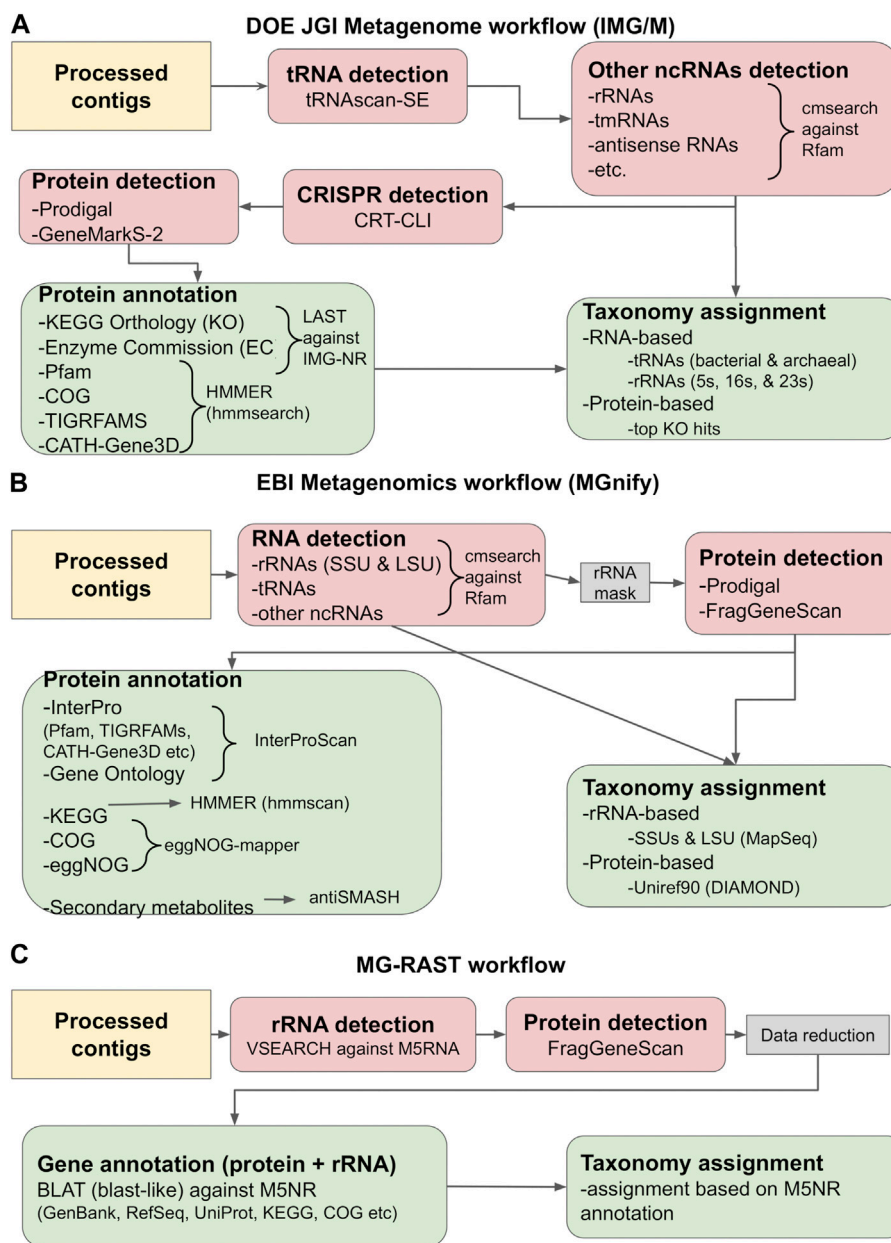 A
DOE JGI Metagenome workflow (IMG/M)
Processed
contigs
tRNA detection
tRNAscan-SE
Other ncRNAs detection
-rRNAs
-tmRNAs
-antisense RNAs
-etc.
cmsearch
against
Rfam
Protein detection
-Prodigal
-GeneMarkS-2
CRISPR detection
CRT-CLI
Protein annotation
-KEGG Orthology (KO)
-Enzyme Commission (EC
-Pfam
-COG
-TIGRFAMS
-CATH-Gene3D
LAST
against
IMG-NR
HMMER
(hmmsearch)
Taxonomy assignment
-RNA-based
-tRNAs (bacterial & archaeal)
-rRNAs (5s, 16s, & 23s)
-Protein-based
-top KO hits
B
EBI Metagenomics workflow (MGnify)
Processed
contigs
RNA detection
-rRNAs (SSU & LSU)
-tRNAs
-other ncRNAs
cmsearch
against
Rfam
rRNA
mask
Protein detection
-Prodigal
-FragGeneScan
Protein annotation
-InterPro
(Pfam, TIGRFAMs,
CATH-Gene3D etc)
-Gene Ontology
InterProScan
-KEGG
HMMER (hmmscan)
-COG
-eggNOG
eggNOG-mapper
-Secondary metabolites
antiSMASH
Taxonomy assignment
-rRNA-based
-SSUs & LSU (MapSeq)
-Protein-based
-Uniref90 (DIAMOND)
C
MG-RAST workflow
Processed
contigs
rRNA detection
VSEARCH against M5RNA
Protein detection
FragGeneScan
Data reduction
Gene annotation (protein + rRNA)
BLAT (blast-like) against M5NR
(GenBank, RefSeq, UniProt, KEGG, COG etc)
Taxonomy assignment
-assignment based on M5NR
annotation